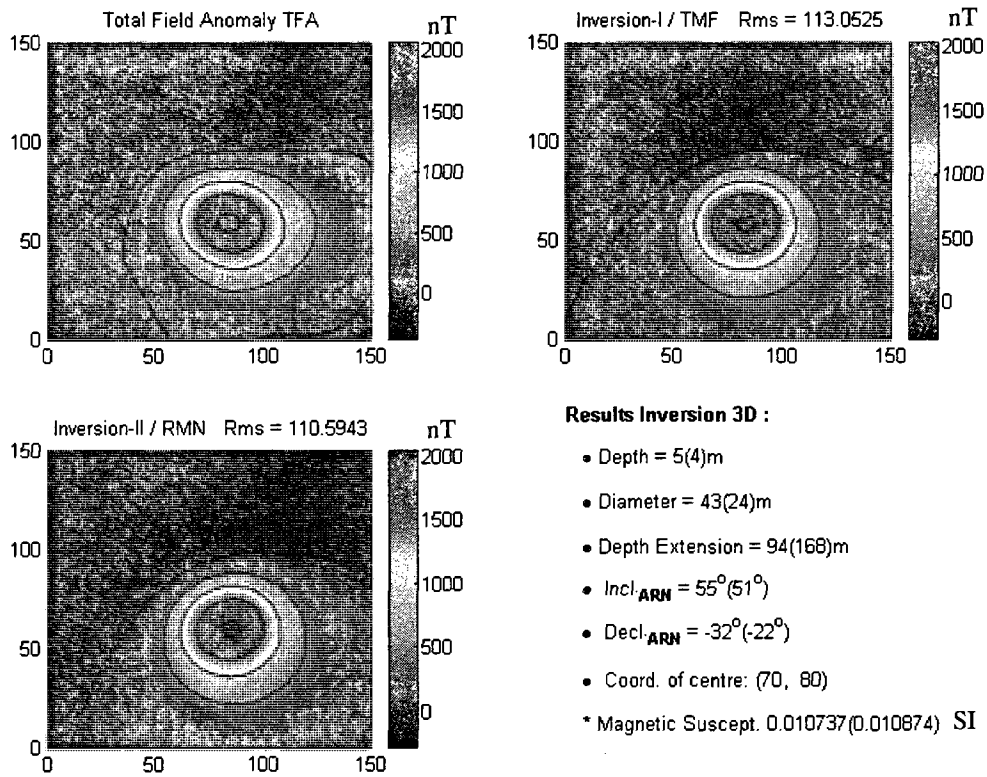 Total Field Anomaly TFA
nT
150
100
50
0
0
50
100
150
2000
1500
1000
500
0
Inversion-I / TMF Rms = 113.0525
nT
150
100
50
0
0
50
100
150
2000
1500
1000
500
0
Inversion-II / RMN Rms = 110.5943
nT
150
100
50
0
0
50
100
150
2000
1500
1000
500
0
Results Inversion 3D :
• Depth = 5(4)m
• Diameter = 43(24)m
• Depth Extension = 94(168)m
• Incl.ARN = 55°(51°)
• Decl.ARN = -32°(-22°)
• Coord. of centre: (70, 80)
* Magnetic Suscept. 0.010737(0.010874) SI